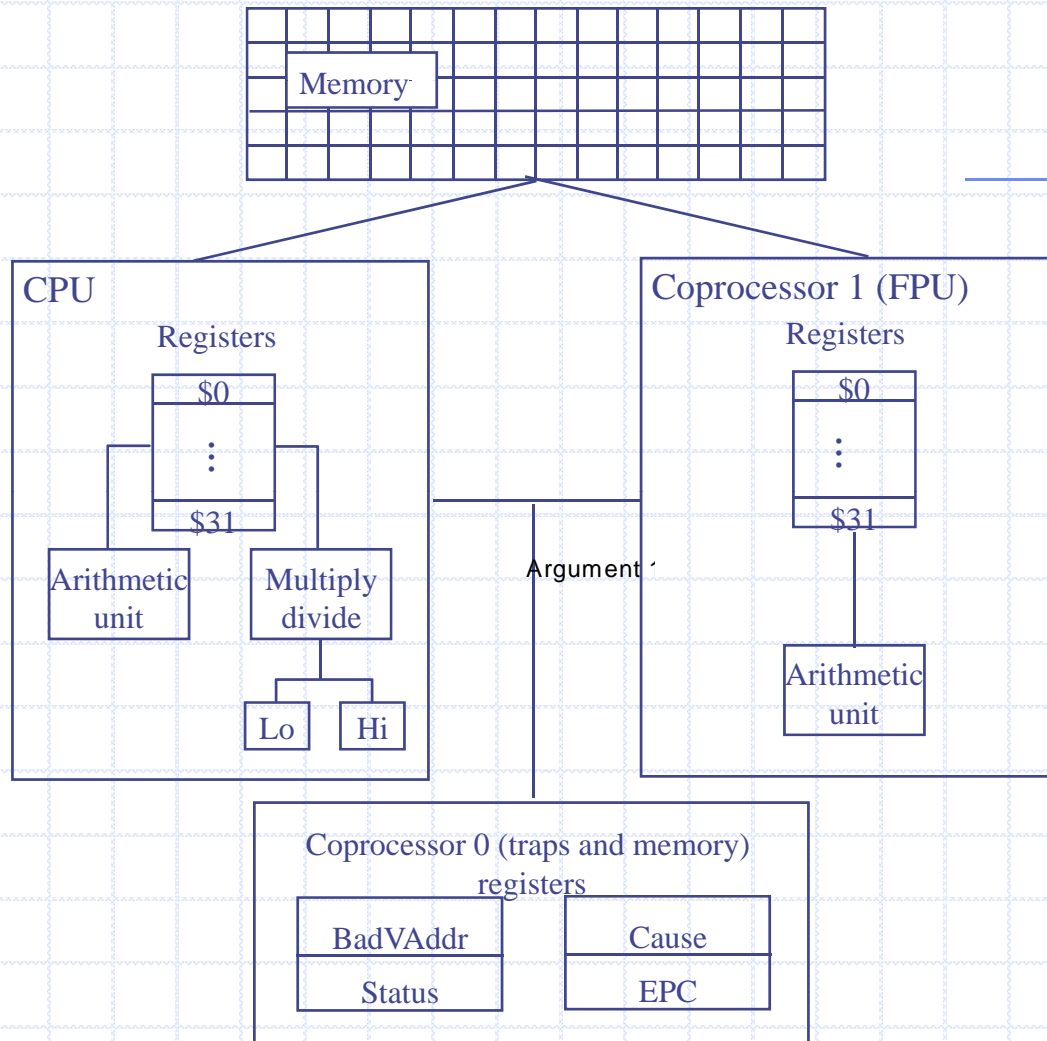 Memory
CPU
Registers
$0
⋮
$31
Arithmetic
unit
Multiply
divide
Lo
Hi
Coprocessor 1 (FPU)
Registers
$0
⋮
$31
Arithmetic
unit
Argument
Coprocessor 0 (traps and memory)
registers
BadVAddr
Status
Cause
EPC